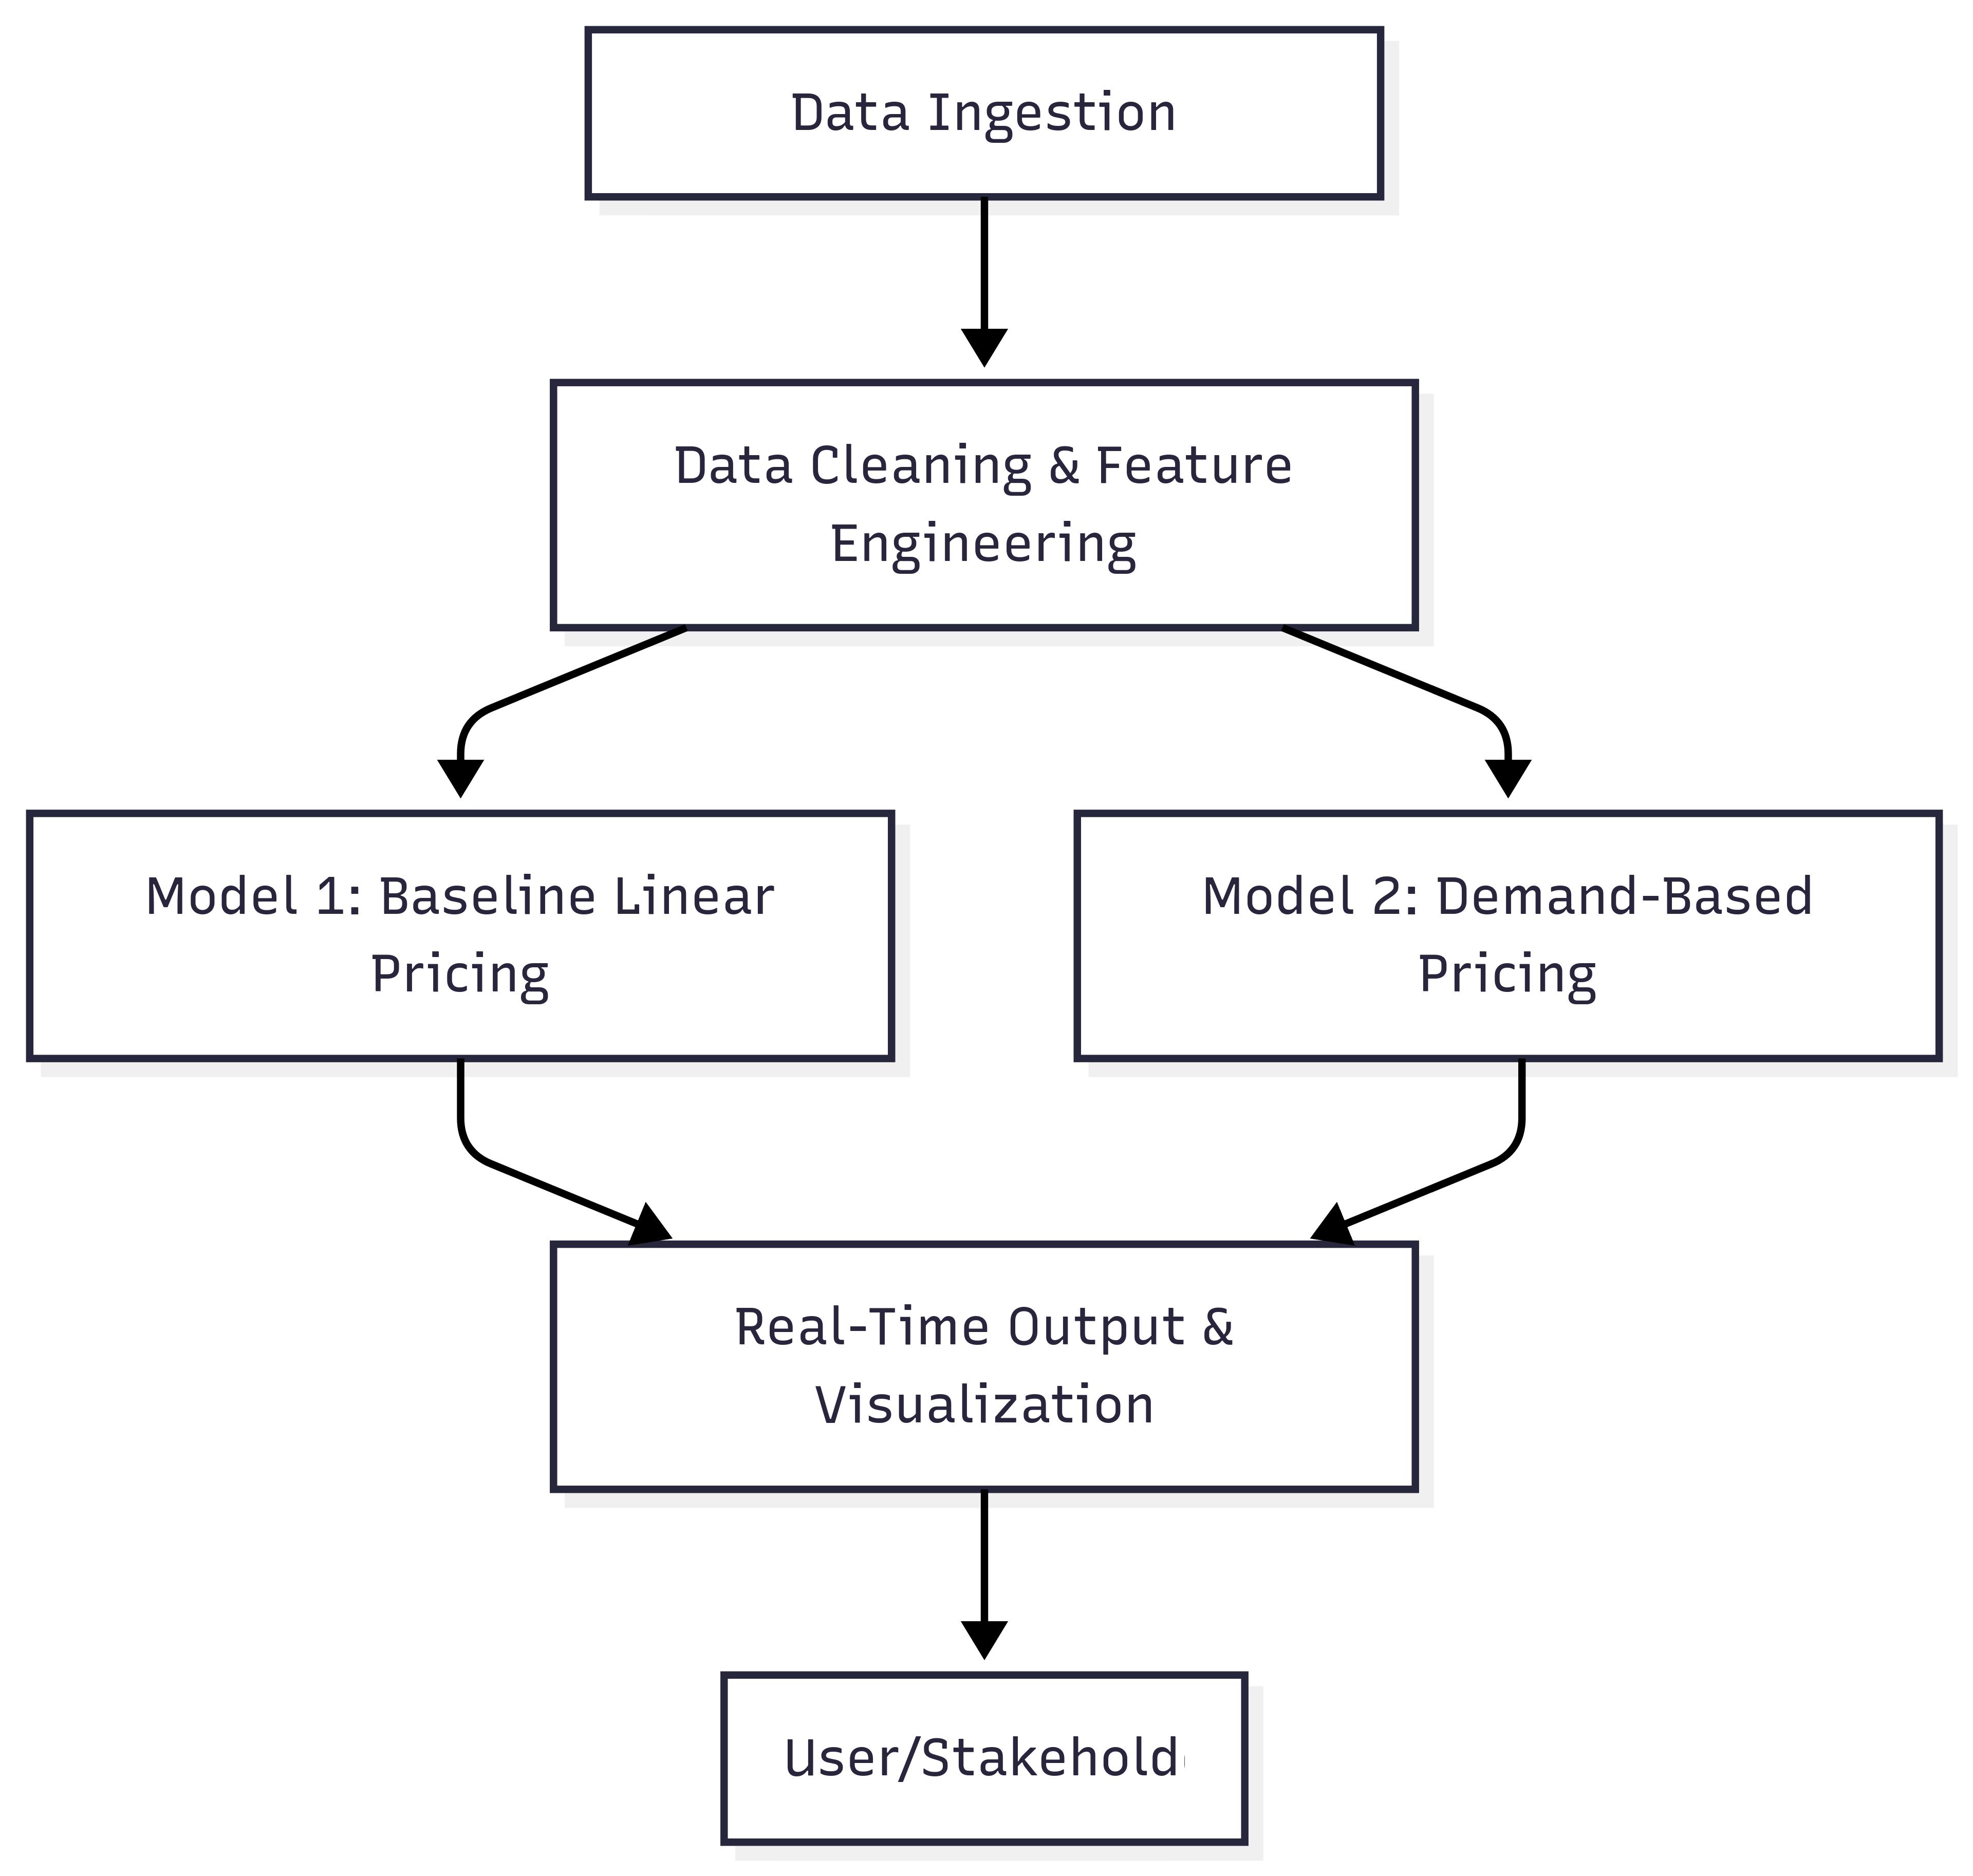 Data Ingestion
Data Cleaning & Feature
Engineering
Model 1: Baseline Linear
Pricing
Model 2: Demand-Based
Pricing
Real-Time Output &
Visualization
User/Stakehold